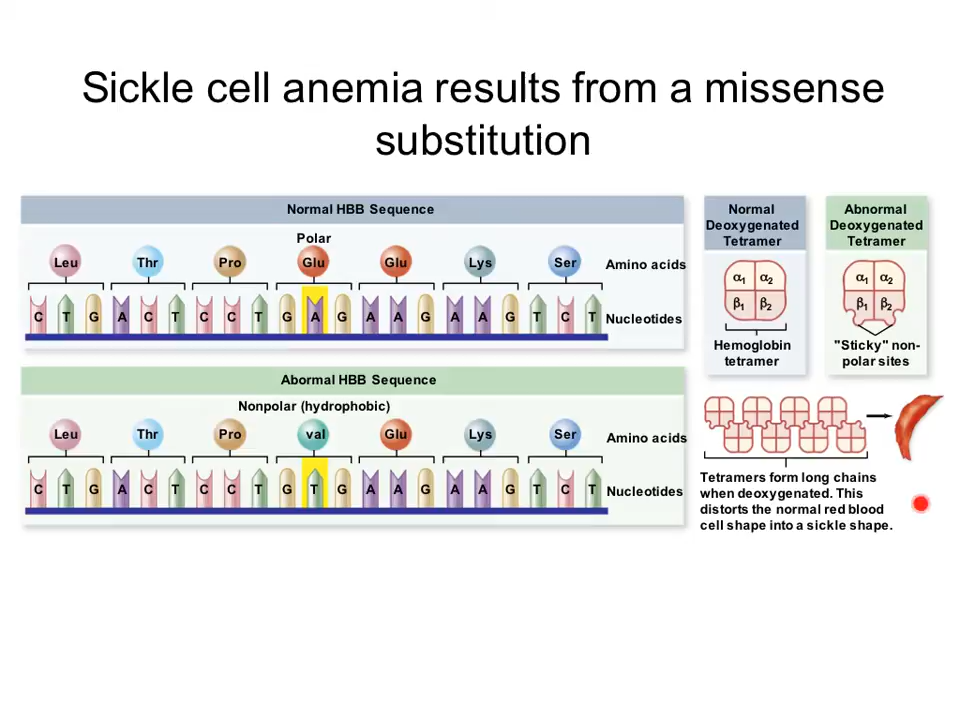 Sickle cell anemia results from a missense
substitution
Normal HBB Sequence
Polar
Leu Thr Pro Glu Glu Lys Ser Amino acids
C T G A C T C C T G A G A A G A A G T C T Nucleotides
Abormal HBB Sequence
Nonpolar (hydrophobic)
Leu Thr Pro val Glu Lys Ser Amino acids
C T G A C T C C T G T G A A G A A G T C T Nucleotides
Normal
Deoxygenated
Tetramer
α1 α2
β1 β2
Hemoglobin
tetramer
Abnormal
Deoxygenated
Tetramer
α1 α2
β1 β2
"Sticky" non-
polar sites
Tetramers form long chains
when deoxygenated. This
distorts the normal red blood
cell shape into a sickle shape.